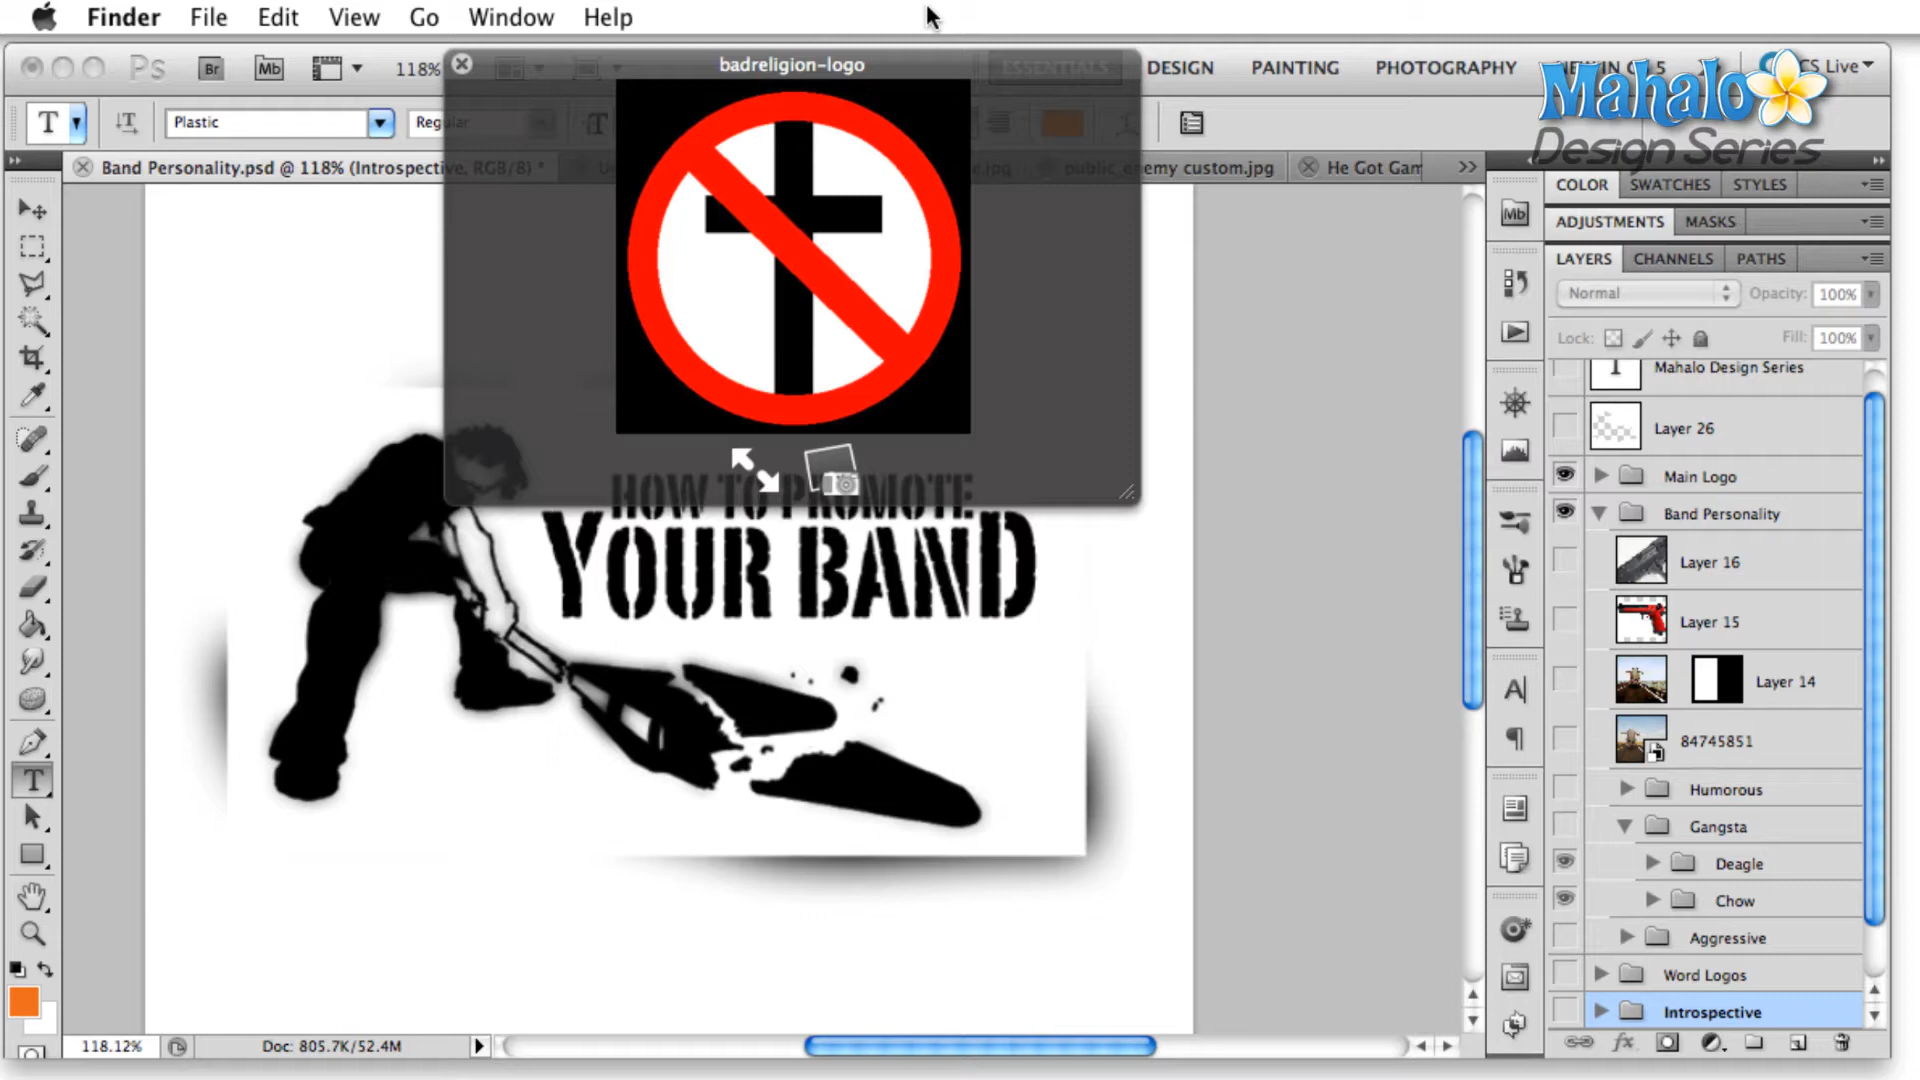 Finder File Edit View Go Window Help
Ps Br Mb 118% ESSENTIALS DESIGN PAINTING PHOTOGRAPHY CS Live
badreligion-logo
Mahalo
Design Series
T Plastic Regular
Band Personality.psd @ 118% (Introspective, RGB/8) * public_enemy custom.jpg He Got Gam >>
COLOR SWATCHES STYLES
Mb
ADJUSTMENTS MASKS
LAYERS CHANNELS PATHS
Normal Opacity: 100%
Lock: Fill: 100%
Mahalo Design Series
Layer 26
Main Logo
Band Personality
Layer 16
Layer 15
Layer 14
84745851
Humorous
Gangsta
Deagle
Chow
Aggressive
Word Logos
Introspective
HOW TO PROMOTE
YOUR BAND
118.12% Doc: 805.7K/52.4M
fx